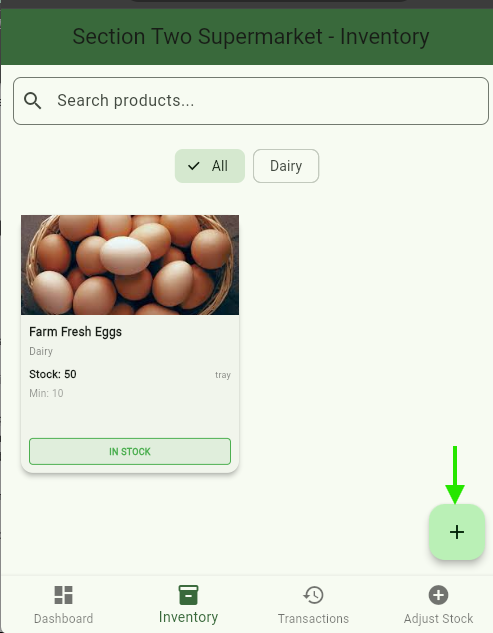 Section Two Supermarket - Inventory
Search products...
All
Dairy
Farm Fresh Eggs
Dairy
Stock: 50
tray
Min: 10
IN STOCK
+
Dashboard
Inventory
Transactions
Adjust Stock